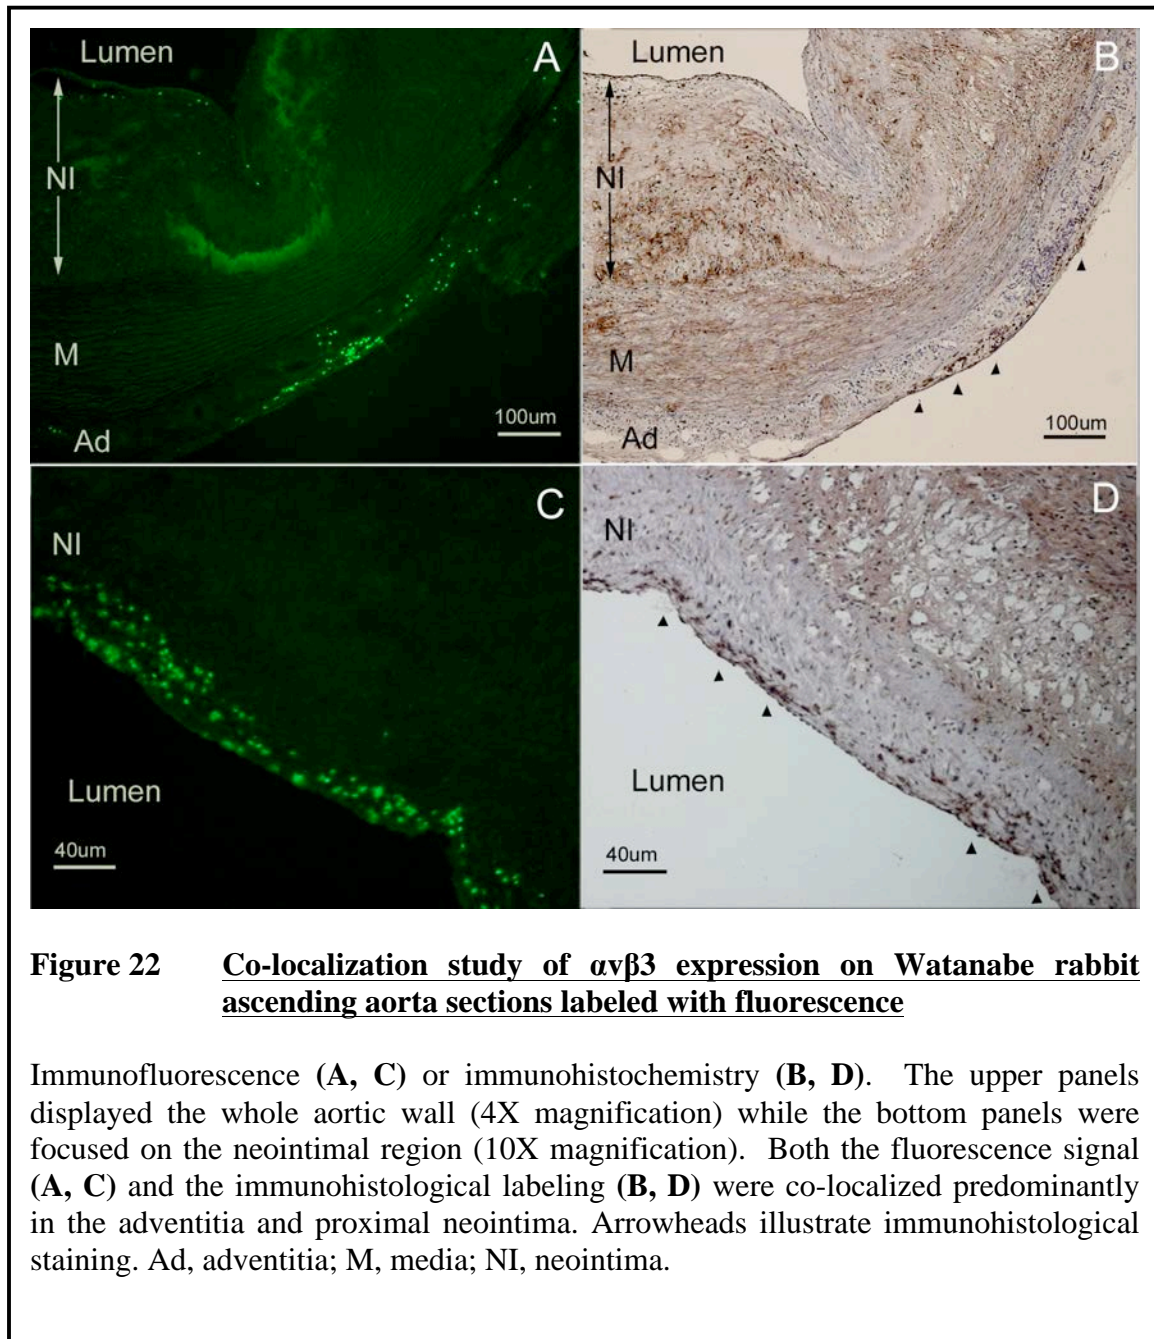 Lumen
A
NI
M
Ad
100um
Lumen
B
NI
M
Ad
100um
C
NI
Lumen
40um
D
NI
Lumen
40um
Figure 22 Co-localization study of αvβ3 expression on Watanabe rabbit
ascending aorta sections labeled with fluorescence
Immunofluorescence (A, C) or immunohistochemistry (B, D). The upper panels
displayed the whole aortic wall (4X magnification) while the bottom panels were
focused on the neointimal region (10X magnification). Both the fluorescence signal
(A, C) and the immunohistological labeling (B, D) were co-localized predominantly
in the adventitia and proximal neointima. Arrowheads illustrate immunohistological
staining. Ad, adventitia; M, media; NI, neointima.